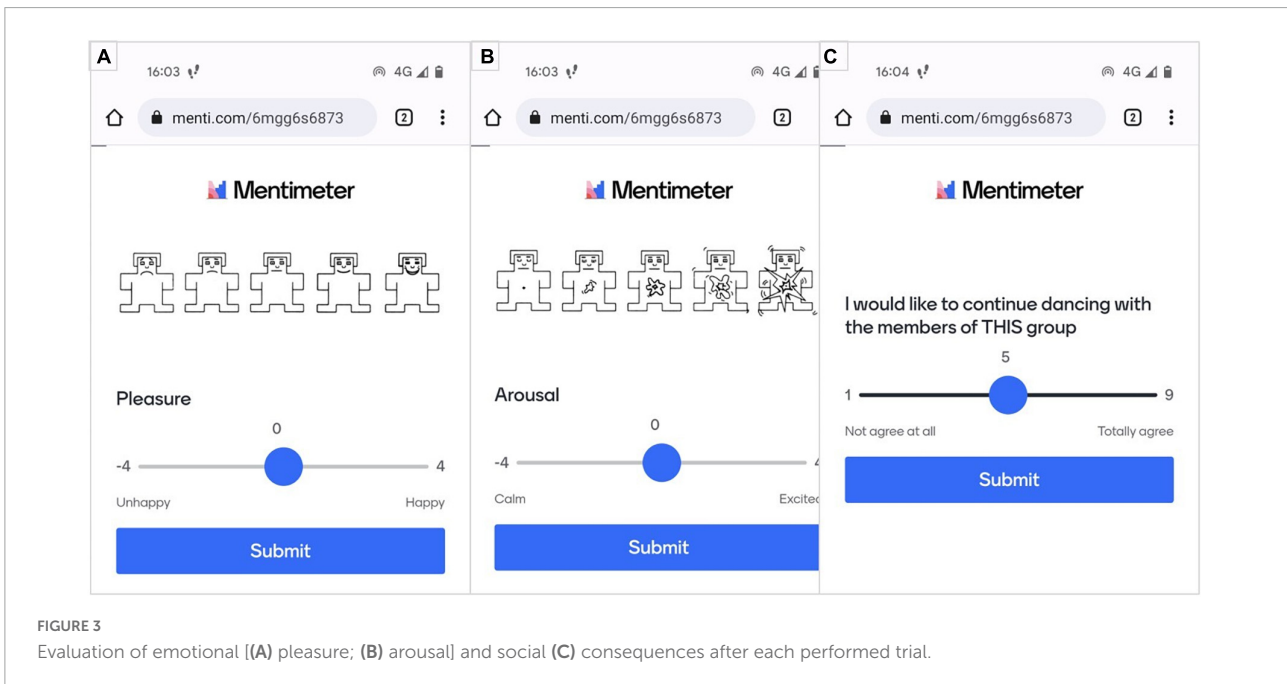 A
16:03
4G
menti.com/6mgg6s6873
2
Mentimeter
Pleasure
0
-4 4
Unhappy Happy
Submit
B
16:03
4G
menti.com/6mgg6s6873
2
Mentimeter
Arousal
0
-4 4
Calm Excited
Submit
C
16:04
4G
menti.com/6mgg6s6873
2
Mentimeter
I would like to continue dancing with
the members of THIS group
5
1 9
Not agree at all Totally agree
Submit
FIGURE 3
Evaluation of emotional [(A) pleasure; (B) arousal] and social (C) consequences after each performed trial.